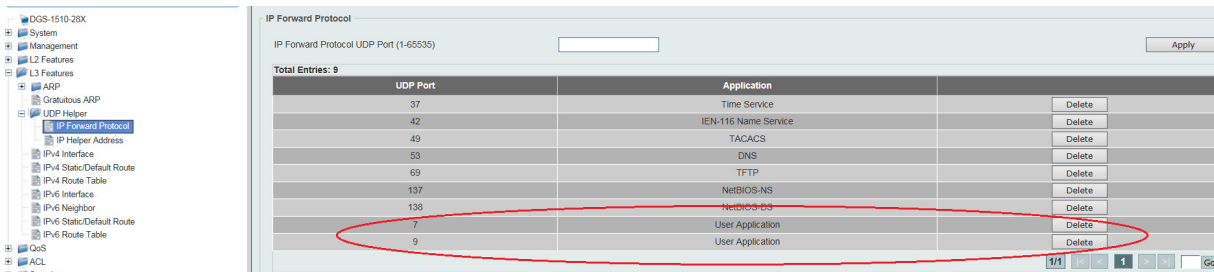 DGS-1510-28X
System
Management
L2 Features
L3 Features
ARP
Gratuitous ARP
UDP Helper
IP Forward Protocol
IP Helper Address
IPv4 Interface
IPv4 Static/Default Route
IPv4 Route Table
IPv6 Interface
IPv6 Neighbor
IPv6 Static/Default Route
IPv6 Route Table
QoS
ACL
IP Forward Protocol
IP Forward Protocol UDP Port (1-65535) Apply
Total Entries: 9
UDP Port Application
37 Time Service Delete
42 IEN-116 Name Service Delete
49 TACACS Delete
53 DNS Delete
69 TFTP Delete
137 NetBIOS-NS Delete
138 NetBIOS-DS Delete
7 User Application Delete
9 User Application Delete
1/1 |< < 1 > >| Go